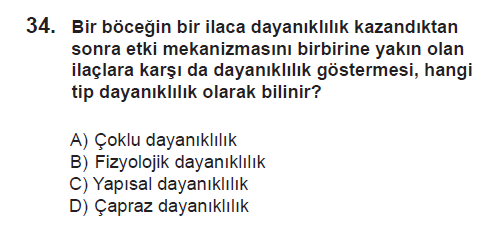 34. Bir böceğin bir ilaca dayanıklılık kazandıktan
sonra etki mekanizmasını birbirine yakın olan
ilaçlara karşı da dayanıklılık göstermesi, hangi
tip dayanıklılık olarak bilinir?
A) Çoklu dayanıklılık
B) Fizyolojik dayanıklılık
C) Yapısal dayanıklılık
D) Çapraz dayanıklılık